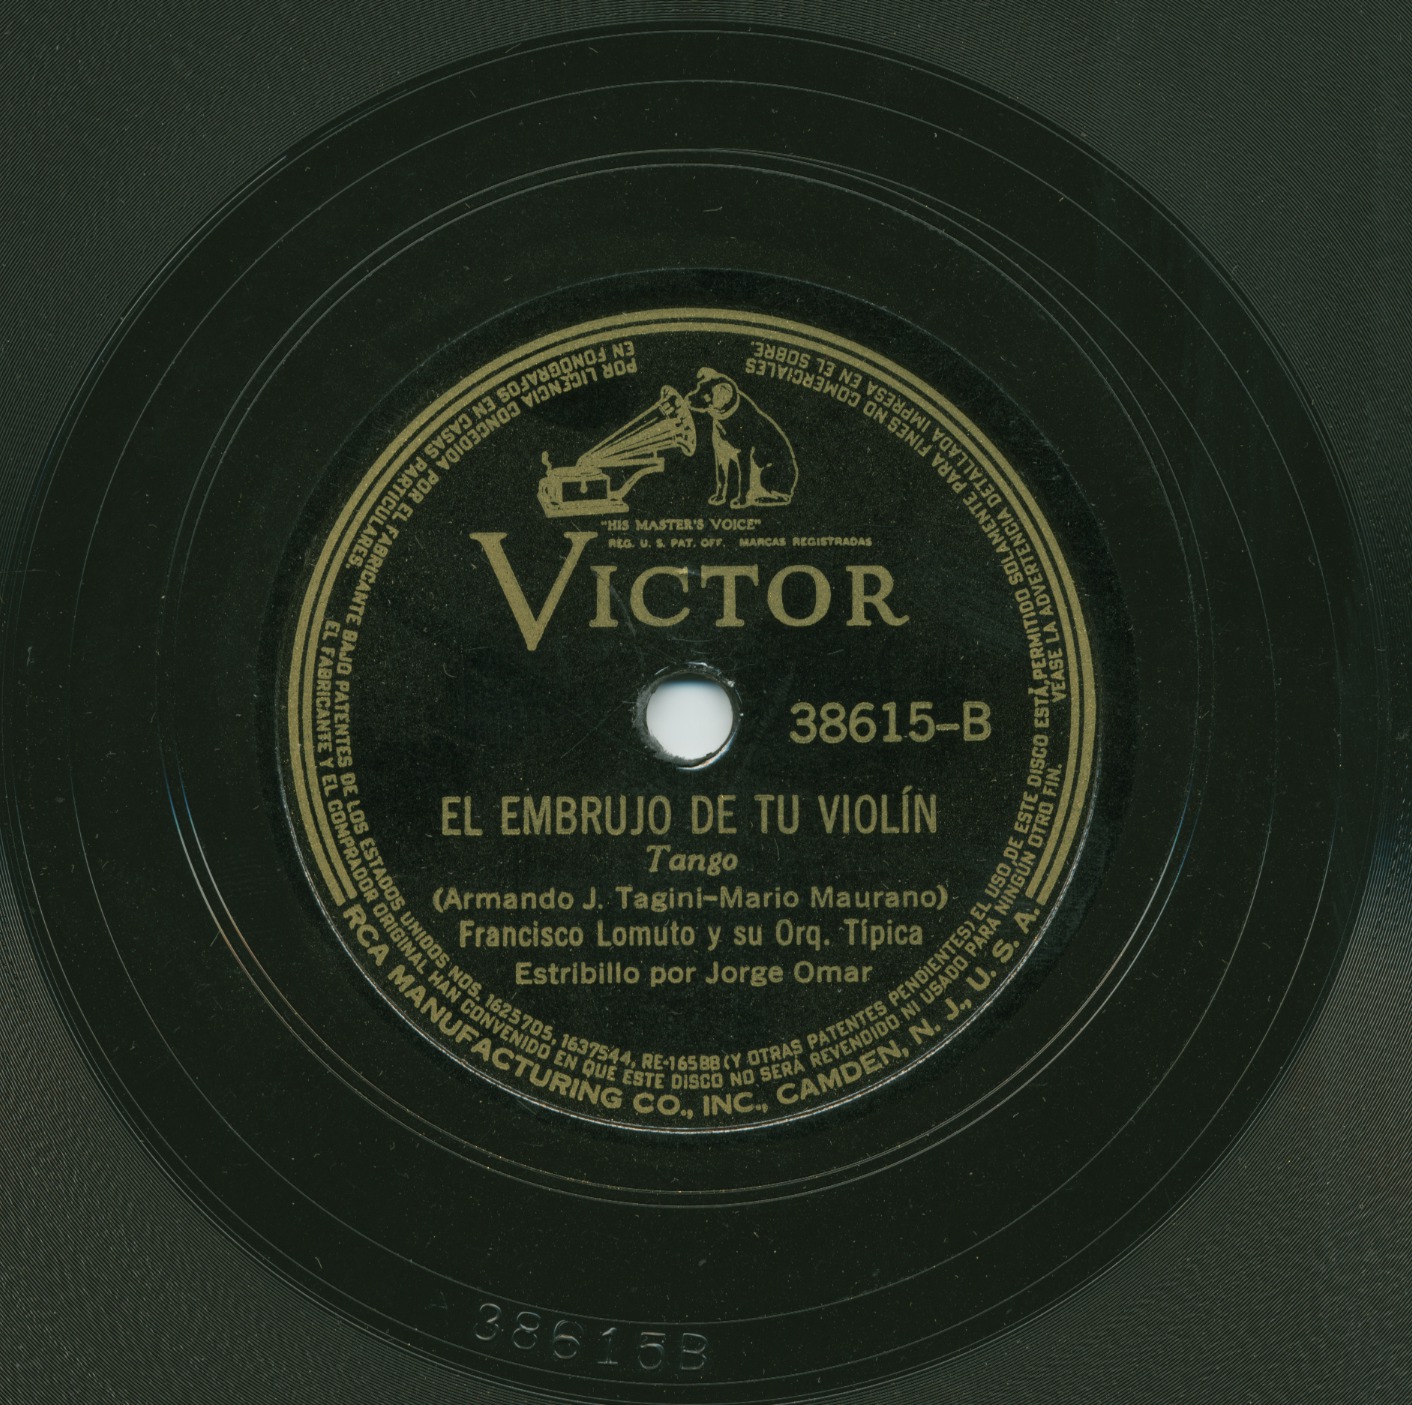 "HIS MASTER'S VOICE"
REG. U. S. PAT. OFF. MARCAS REGISTRADAS
VICTOR
38615-B
EL EMBRUJO DE TU VIOLÍN
Tango
(Armando J. Tagini-Mario Maurano)
Francisco Lomuto y su Orq. Típica
Estribillo por Jorge Omar
POR LICENCIA CONCEDIDA POR EL FABRICANTE BAJO PATENTES DE LOS ESTADOS UNIDOS NOS. 1625705, 1637544, RE-16588 (Y OTRAS PATENTES PENDIENTES) EL USO DE ESTE DISCO ESTÁ PERMITIDO SOLAMENTE PARA FINES NO COMERCIALES
EN FONÓGRAFOS EN CASAS PARTICULARES.
EL FABRICANTE Y EL COMPRADOR ORIGINAL HAN CONVENIDO EN QUE ESTE DISCO NO SERÁ REVENDIDO NI USADO PARA NINGÚN OTRO FIN.
VEASE LA ADVERTENCIA DETALLADA IMPRESA EN EL SOBRE.
RCA MANUFACTURING CO., INC., CAMDEN, N. J., U. S. A.
38615B